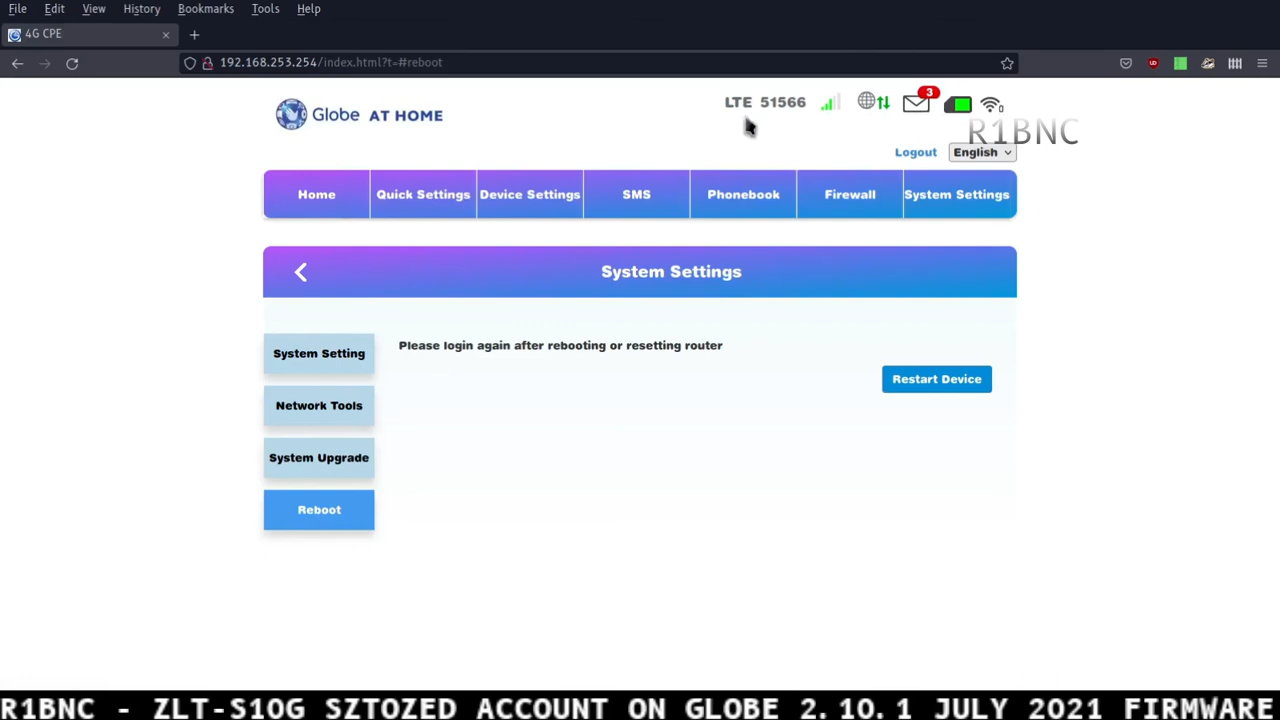 File Edit View History Bookmarks Tools Help
4G CPE
192.168.253.254/index.html?t=#reboot
Globe AT HOME
LTE 51566
3
0
R1BNC
Logout English
Home Quick Settings Device Settings SMS Phonebook Firewall System Settings
System Settings
System Setting
Please login again after rebooting or resetting router
Restart Device
Network Tools
System Upgrade
Reboot
R1BNC - ZLT-S10G SZTOZED ACCOUNT ON GLOBE 2.10.1 JULY 2021 FIRMWARE